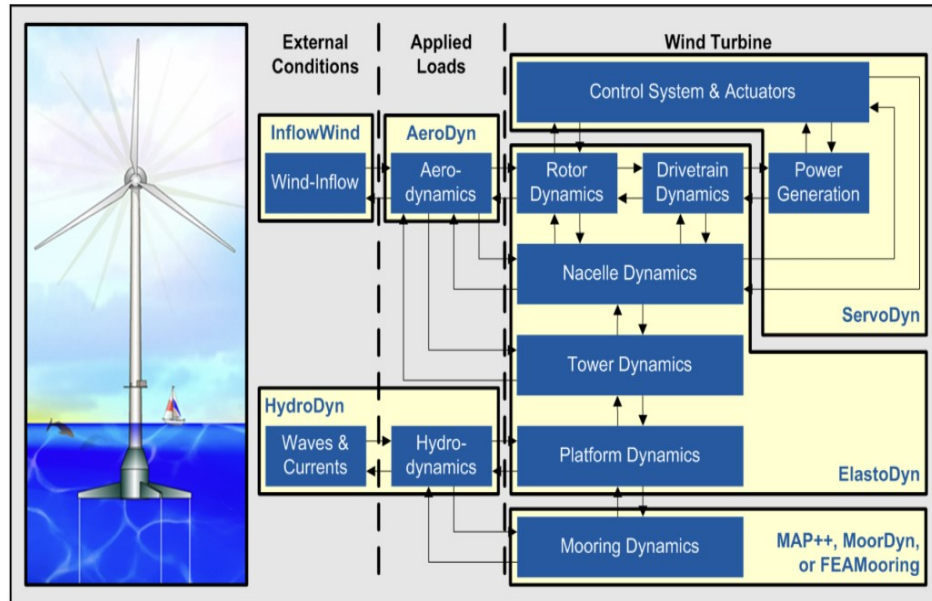 External
Conditions
Applied
Loads
Wind Turbine
Control System & Actuators
InflowWind
AeroDyn
Wind-Inflow
Aero-
dynamics
Rotor
Dynamics
Drivetrain
Dynamics
Power
Generation
Nacelle Dynamics
ServoDyn
Tower Dynamics
HydroDyn
Waves &
Currents
Hydro-
dynamics
Platform Dynamics
ElastoDyn
Mooring Dynamics
MAP++, MoorDyn,
or FEAMooring